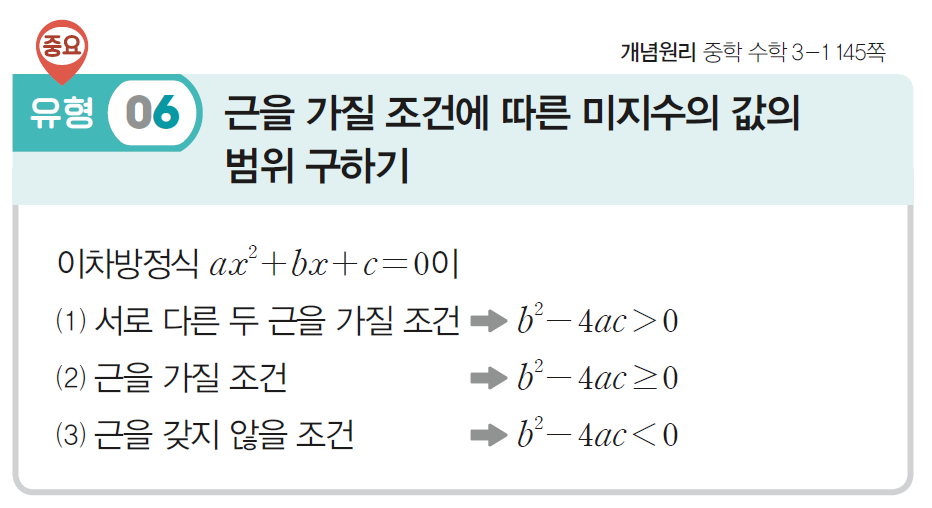 중요
개념원리 중학 수학 3-1 145쪽
유형 06 근을 가질 조건에 따른 미지수의 값의
범위 구하기
이차방정식 ax²+bx+c=0이
(1) 서로 다른 두 근을 가질 조건 ➡ b²-4ac>0
(2) 근을 가질 조건 ➡ b²-4ac≥0
(3) 근을 갖지 않을 조건 ➡ b²-4ac<0